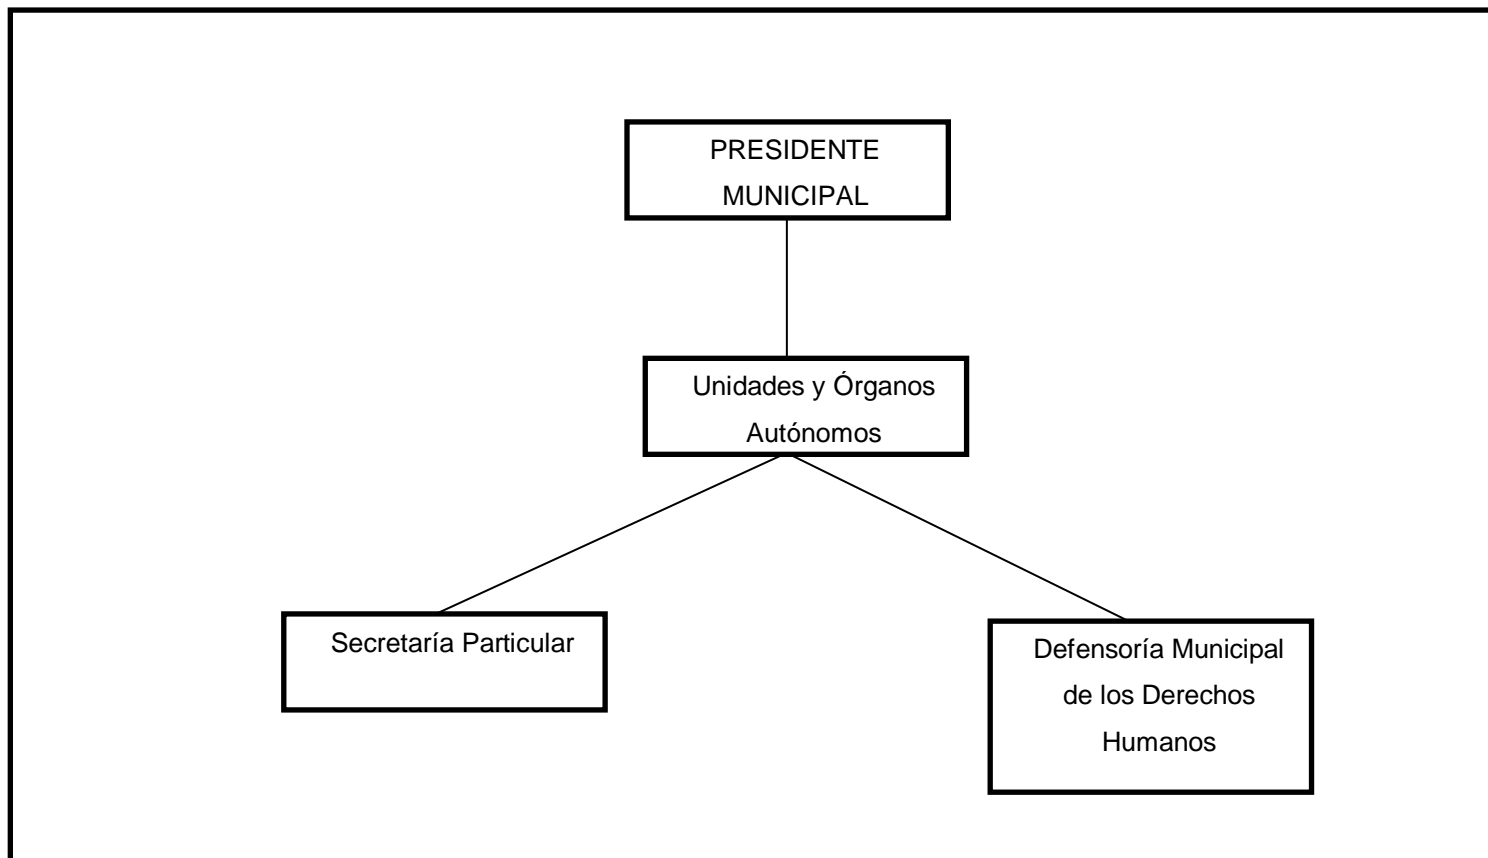 PRESIDENTE
MUNICIPAL
Unidades y Órganos
Autónomos
Secretaría Particular
Defensoría Municipal
de los Derechos
Humanos